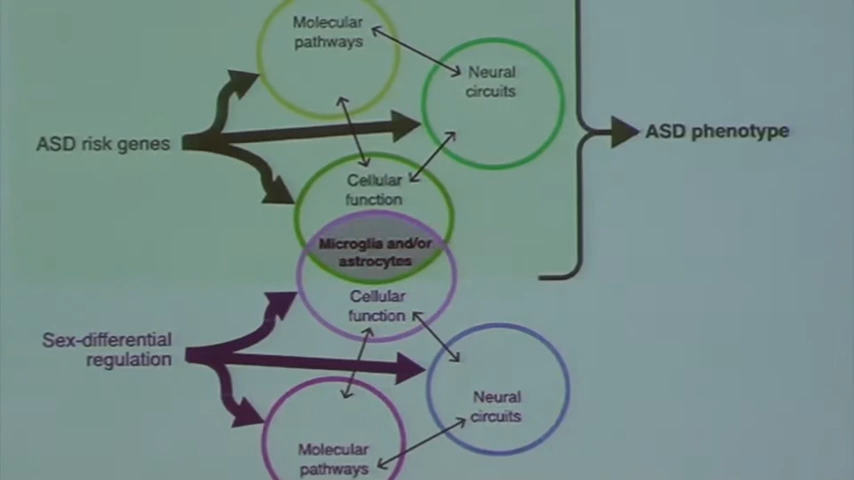 Molecular
pathways
Neural
circuits
ASD risk genes
ASD phenotype
Cellular
function
Microglia and/or
astrocytes
Cellular
function
Sex-differential
regulation
Neural
circuits
Molecular
pathways